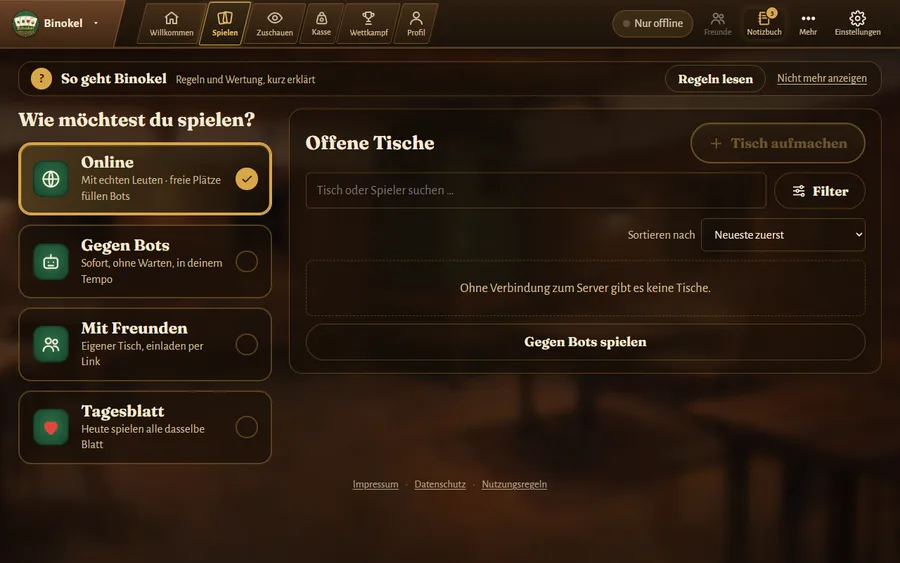 Binokel
Willkommen
Spielen
Zuschauen
Kasse
Wettkampf
Profil
Nur offline
Freunde
3
Notizbuch
Mehr
Einstellungen
?
So geht Binokel
Regeln und Wertung, kurz erklärt
Regeln lesen
Nicht mehr anzeigen
Wie möchtest du spielen?
Online
Mit echten Leuten · freie Plätze
füllen Bots
Gegen Bots
Sofort, ohne Warten, in deinem
Tempo
Mit Freunden
Eigener Tisch, einladen per
Link
Tagesblatt
Heute spielen alle dasselbe
Blatt
Offene Tische
+ Tisch aufmachen
Tisch oder Spieler suchen ...
Filter
Sortieren nach
Neueste zuerst
Ohne Verbindung zum Server gibt es keine Tische.
Gegen Bots spielen
Impressum · Datenschutz · Nutzungsregeln